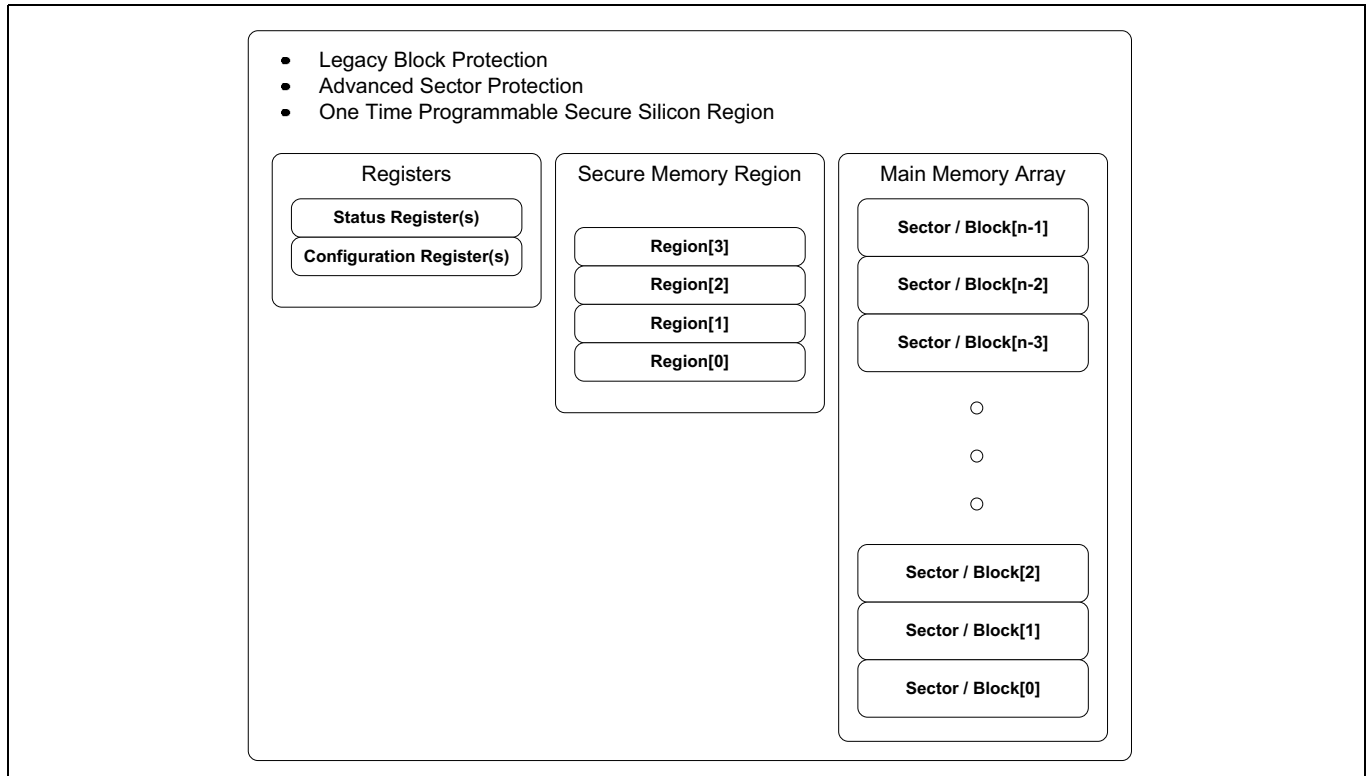 • Legacy Block Protection
• Advanced Sector Protection
• One Time Programmable Secure Silicon Region
Registers
Status Register(s)
Configuration Register(s)
Secure Memory Region
Region[3]
Region[2]
Region[1]
Region[0]
Main Memory Array
Sector / Block[n-1]
Sector / Block[n-2]
Sector / Block[n-3]
Sector / Block[2]
Sector / Block[1]
Sector / Block[0]